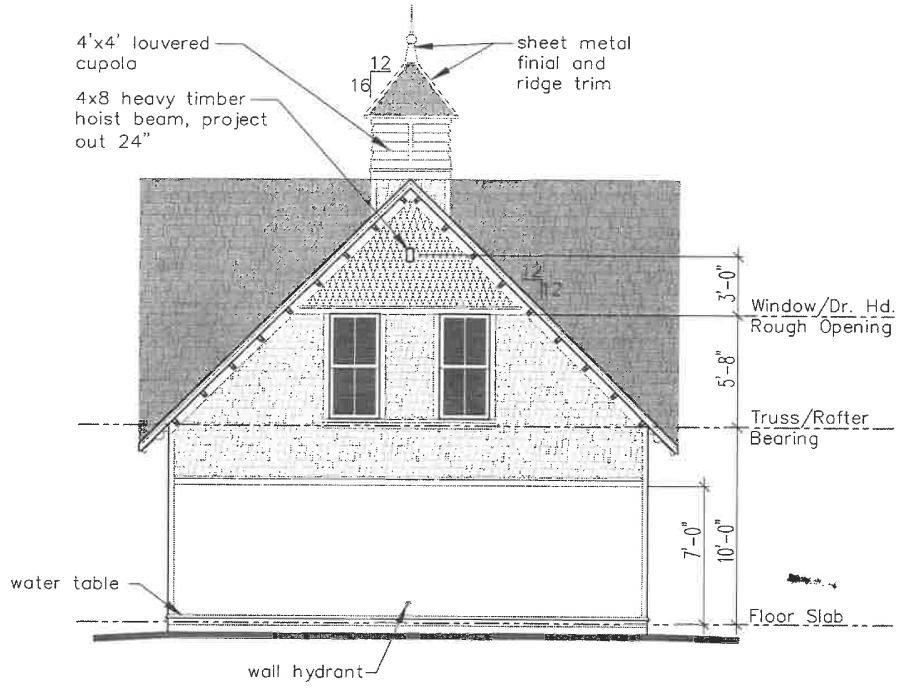 4'x4' louvered
cupola
12
16
sheet metal
finial and
ridge trim
4x8 heavy timber
hoist beam, project
out 24"
12
12
3'-0"
Window/Dr. Hd.
Rough Opening
5'-8"
Truss/Rafter
Bearing
7'-0"
10'-0"
water table
Floor Slab
wall hydrant